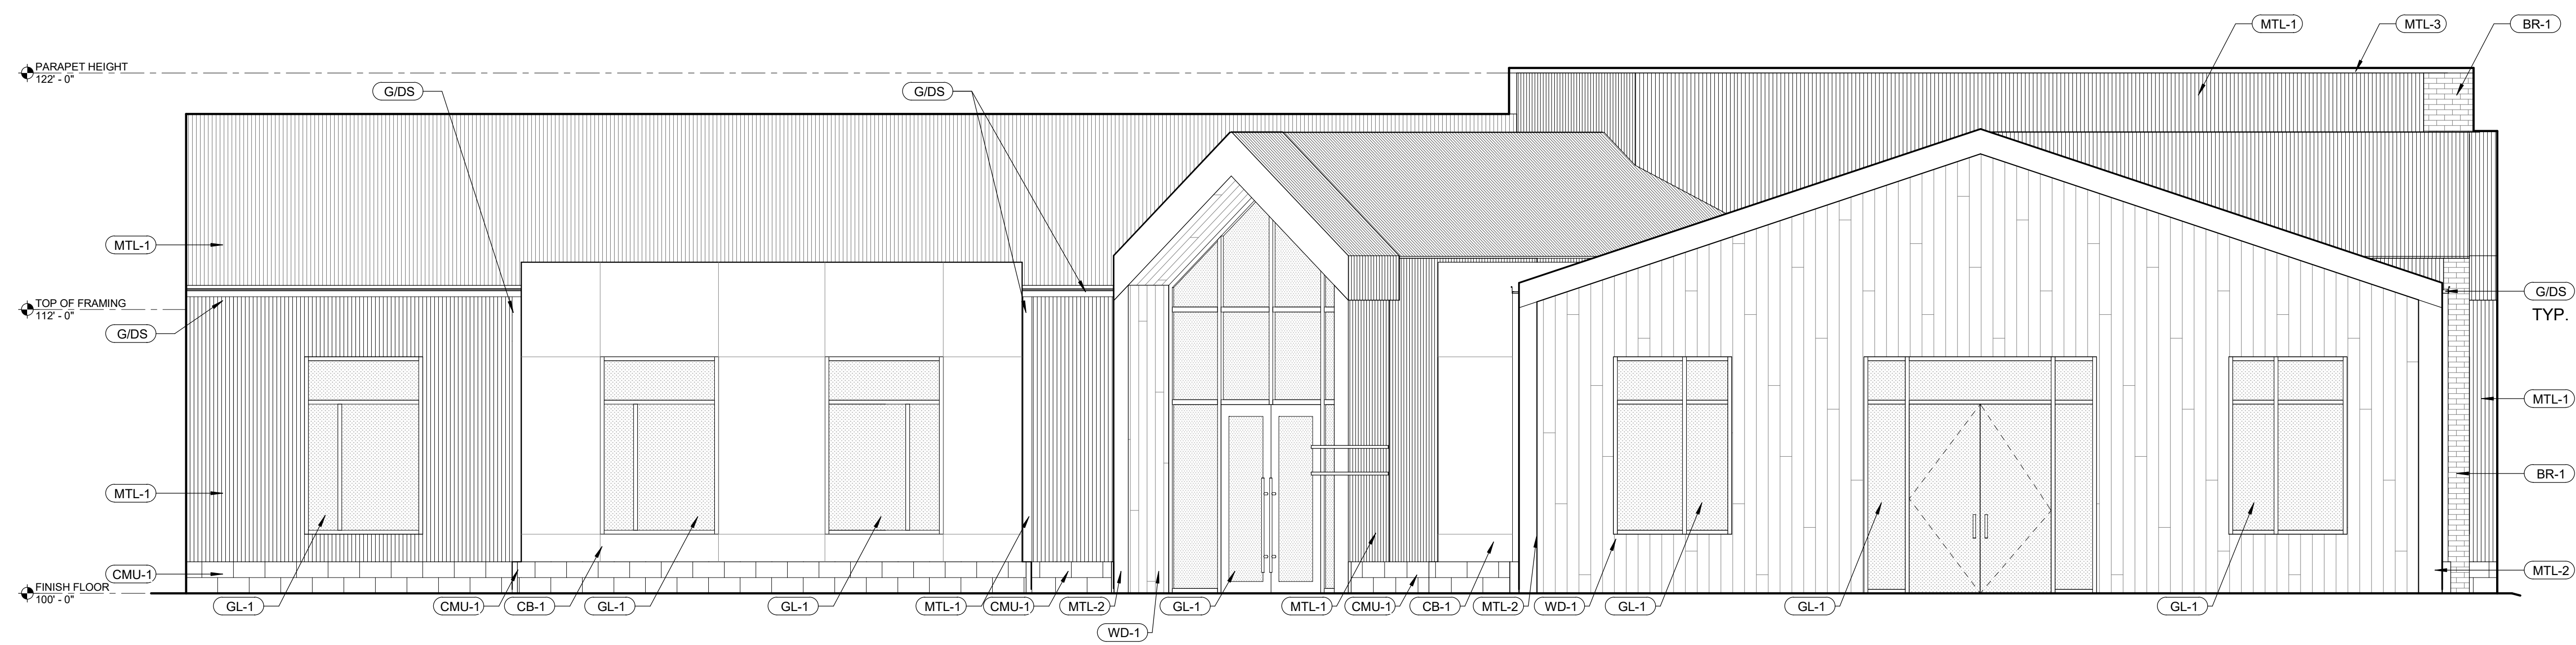 MTL-1
MTL-3
BR-1
PARAPET HEIGHT
122' - 0"
G/DS
G/DS
MTL-1
TOP OF FRAMING
112' - 0"
G/DS
G/DS
TYP.
MTL-1
BR-1
MTL-1
CMU-1
MTL-2
FINISH FLOOR
100' - 0"
GL-1
CMU-1
CB-1
GL-1
GL-1
MTL-1
CMU-1
MTL-2
GL-1
MTL-1
CMU-1
CB-1
MTL-2
WD-1
GL-1
GL-1
GL-1
WD-1